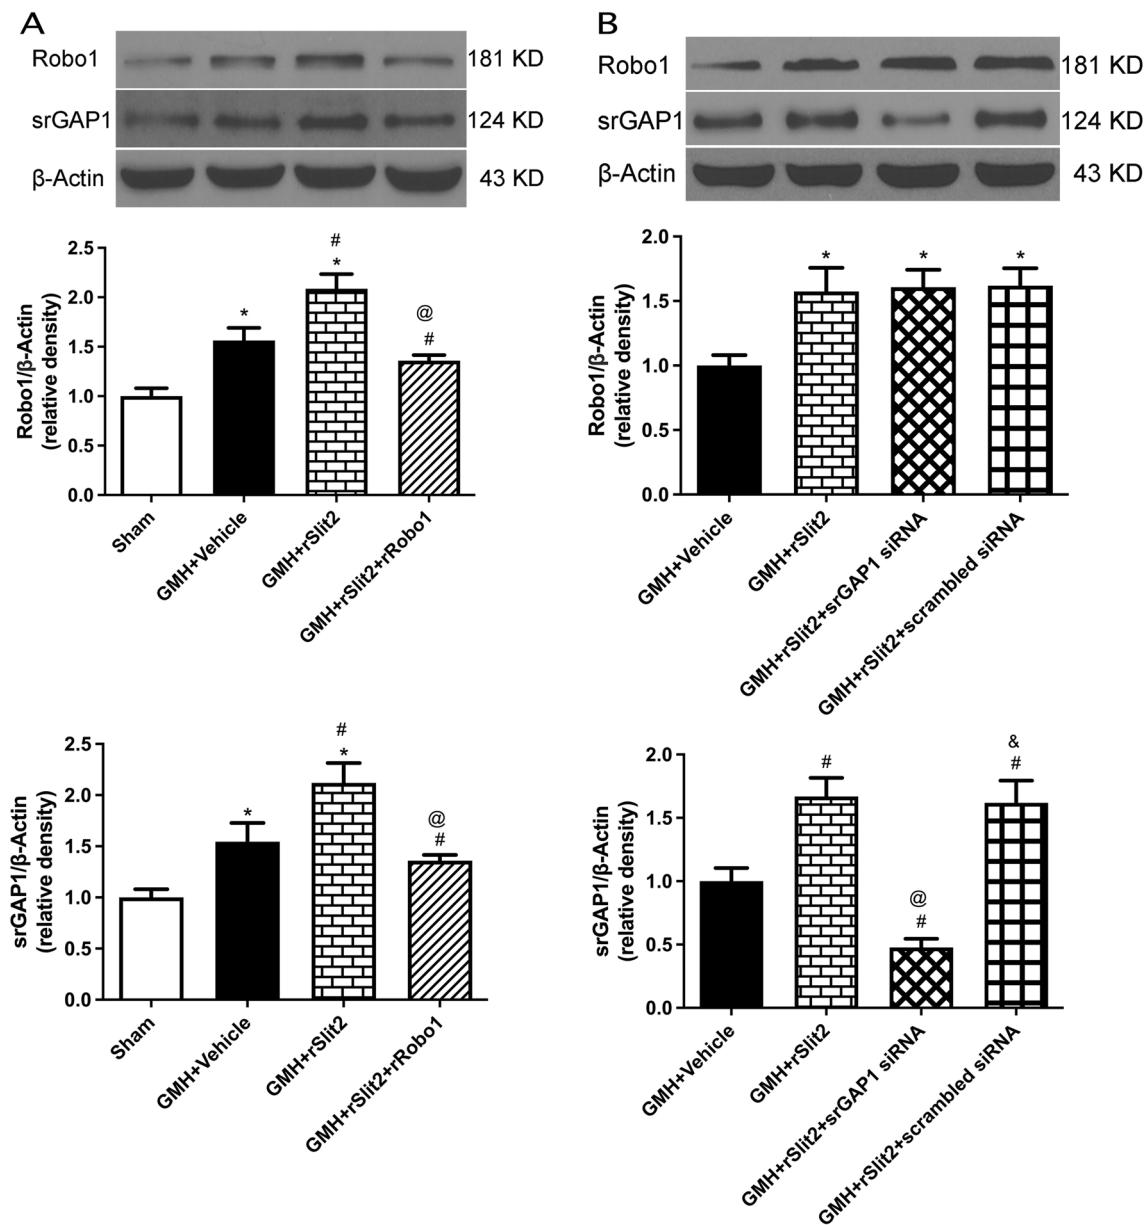 A
Robo1
181 KD
srGAP1
124 KD
β-Actin
43 KD
Robo1/β-Actin
(relative density)
2.5
2.0
1.5
1.0
0.5
0.0
*
#
*
@
#
Sham
GMH+Vehicle
GMH+rSlit2
GMH+rSlit2+rRobo1
srGAP1/β-Actin
(relative density)
2.5
2.0
1.5
1.0
0.5
0.0
*
#
*
@
#
Sham
GMH+Vehicle
GMH+rSlit2
GMH+rSlit2+rRobo1
B
Robo1
181 KD
srGAP1
124 KD
β-Actin
43 KD
Robo1/β-Actin
(relative density)
2.0
1.5
1.0
0.5
0.0
*
*
*
GMH+Vehicle
GMH+rSlit2
GMH+rSlit2+srGAP1 siRNA
GMH+rSlit2+scrambled siRNA
srGAP1/β-Actin
(relative density)
2.0
1.5
1.0
0.5
0.0
#
@
#
&
#
GMH+Vehicle
GMH+rSlit2
GMH+rSlit2+srGAP1 siRNA
GMH+rSlit2+scrambled siRNA